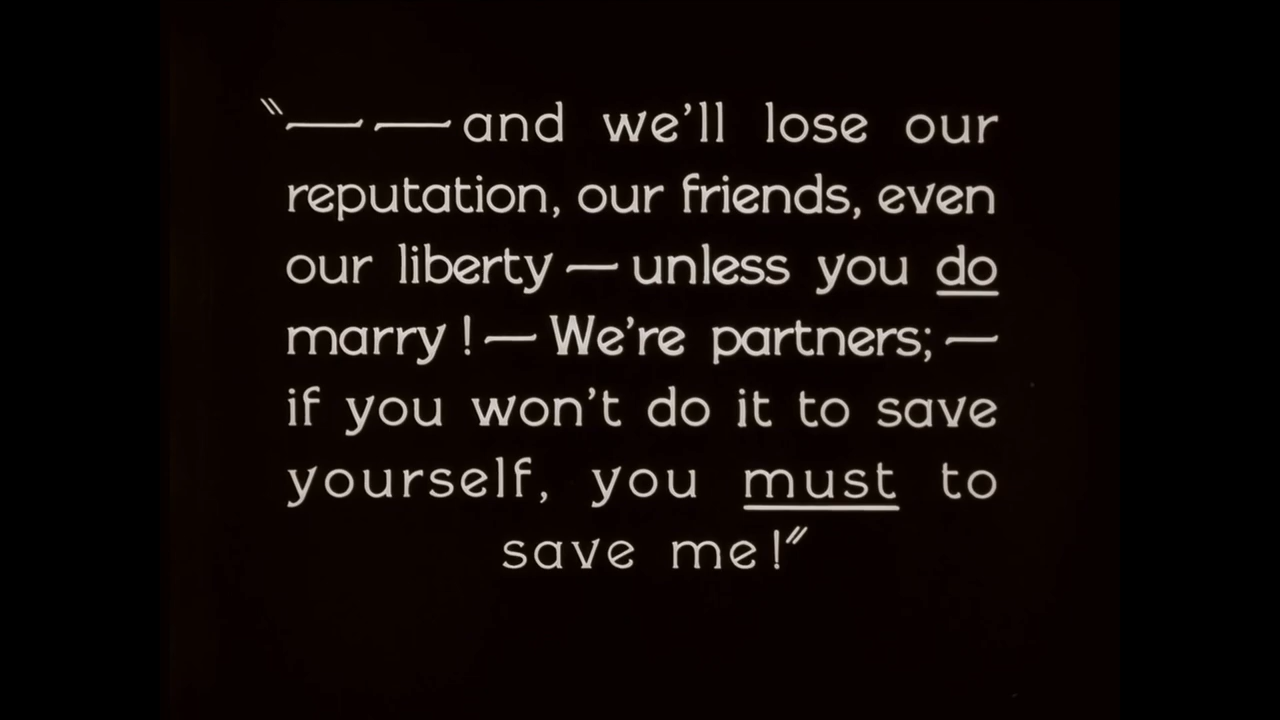 "— — and we'll lose our
reputation, our friends, even
our liberty — unless you do
marry! — We're partners; —
if you won't do it to save
yourself, you must to
save me!"